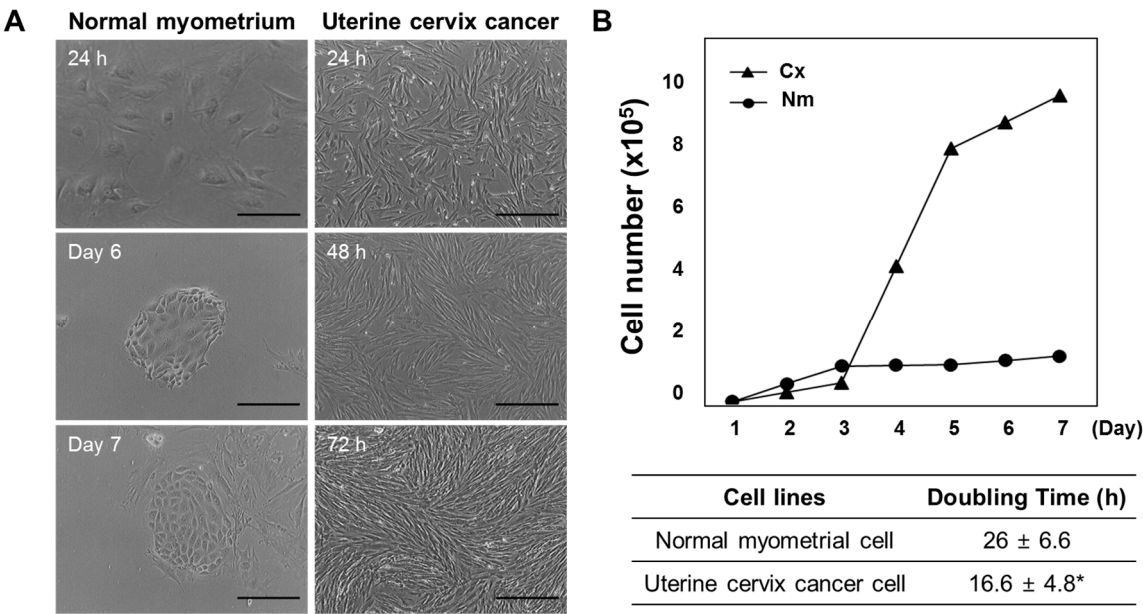 A
Normal myometrium
Uterine cervix cancer
24 h
24 h
Day 6
48 h
Day 7
72 h
B
Cell number (x10⁵)
Cx
Nm
10
8
6
4
2
0
1 2 3 4 5 6 7 (Day)
Cell lines Doubling Time (h)
Normal myometrial cell 26 ± 6.6
Uterine cervix cancer cell 16.6 ± 4.8*